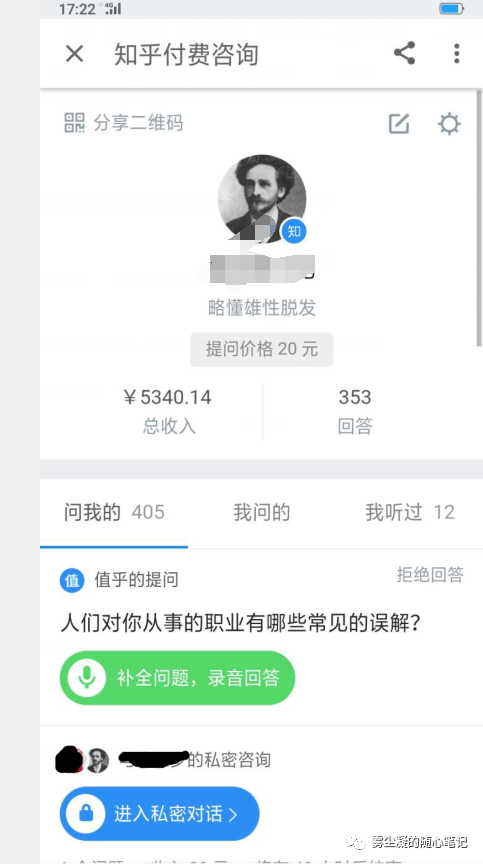 17:22 4G
知乎付费咨询
分享二维码
知
略懂雄性脱发
提问价格 20 元
￥5340.14
353
总收入
回答
问我的 405 我问的 我听过 12
值 值乎的提问 拒绝回答
人们对你从事的职业有哪些常见的误解？
补全问题，录音回答
的私密咨询
进入私密对话
雾尘凝的随心笔记